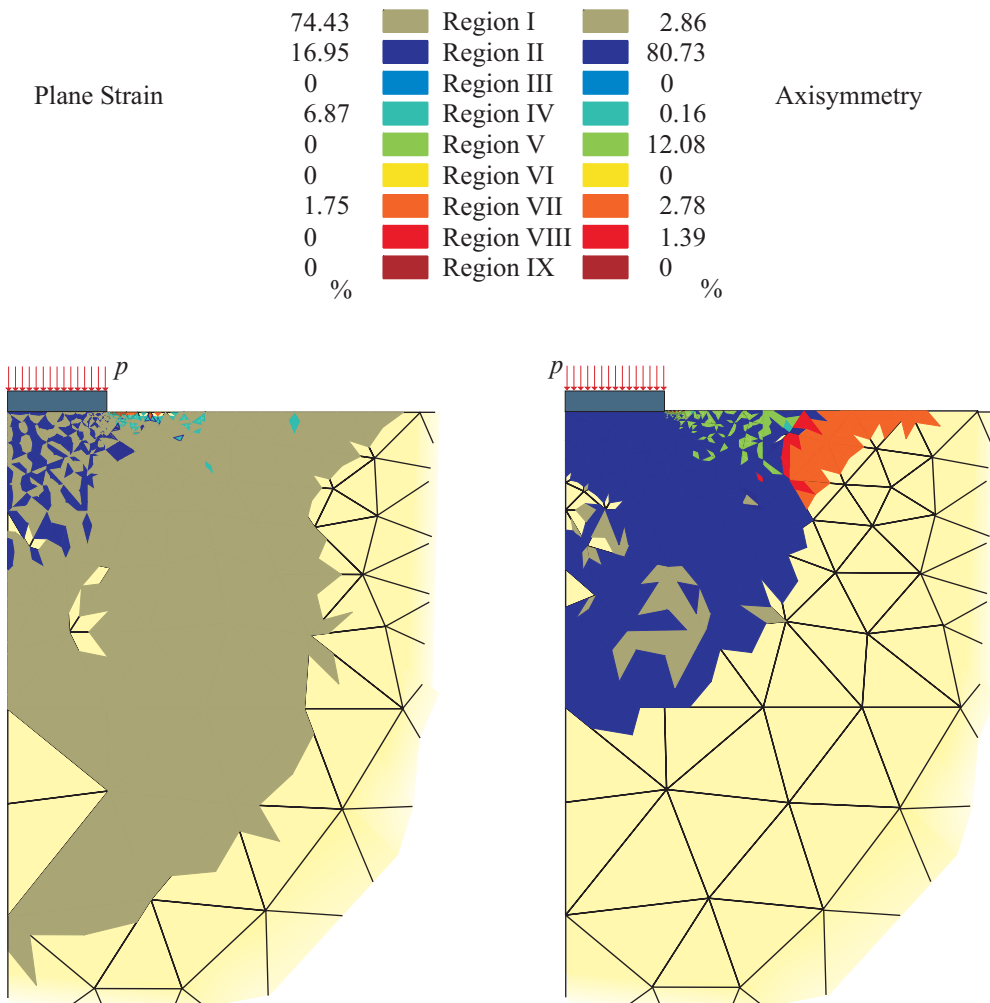 74.43 Region I 2.86
16.95 Region II 80.73
0 Region III 0
Plane Strain Axisymmetry
6.87 Region IV 0.16
0 Region V 12.08
0 Region VI 0
1.75 Region VII 2.78
0 Region VIII 1.39
0 Region IX 0
% %
p p